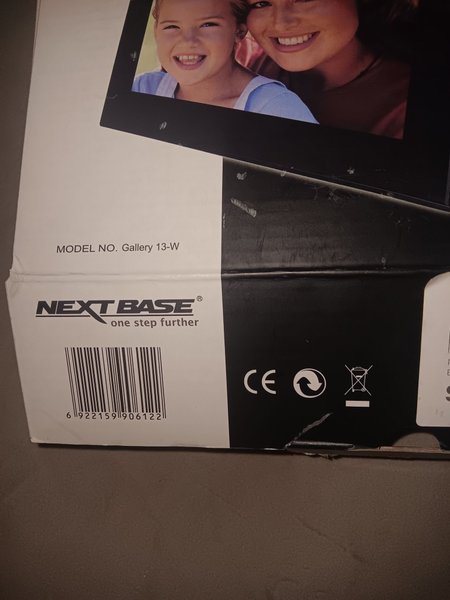 MODEL NO. Gallery 13-W
NEXTBASE®
one step further
CE
6 922159 906122